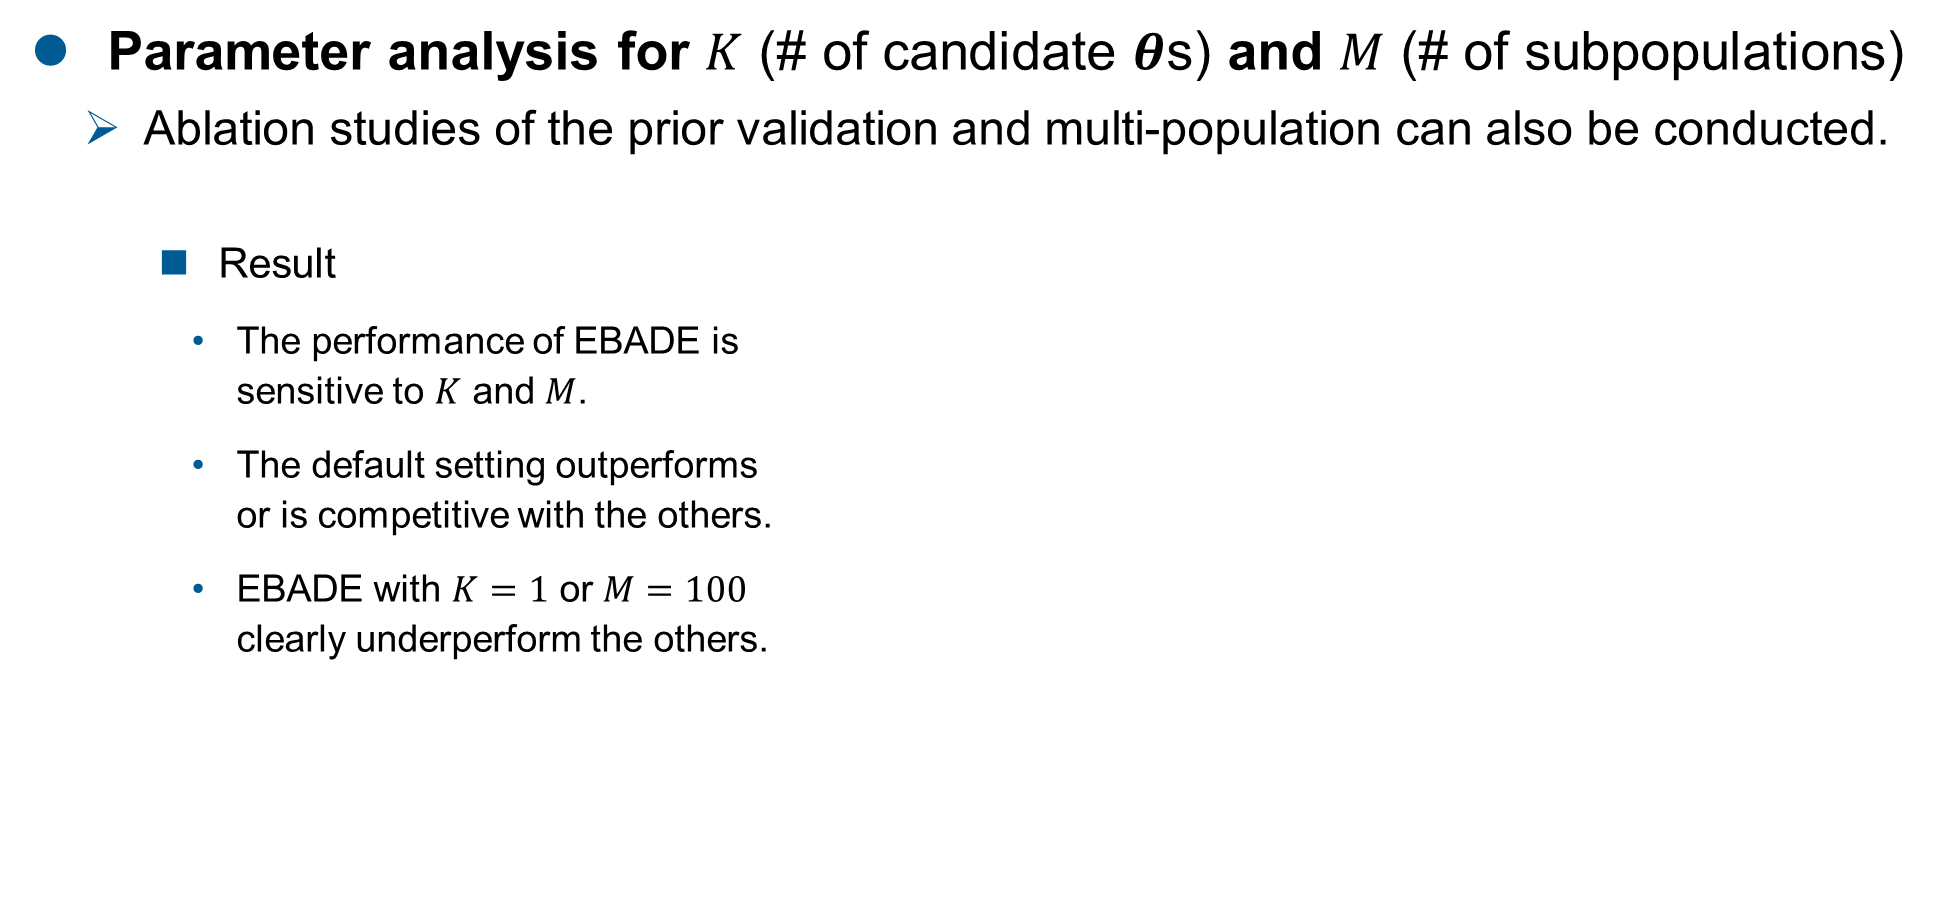 Parameter analysis for K (# of candidate θs) and M (# of subpopulations)
Ablation studies of the prior validation and multi-population can also be conducted.
Result
The performance of EBADE is
sensitive to K and M.
The default setting outperforms
or is competitive with the others.
EBADE with K = 1 or M = 100
clearly underperform the others.